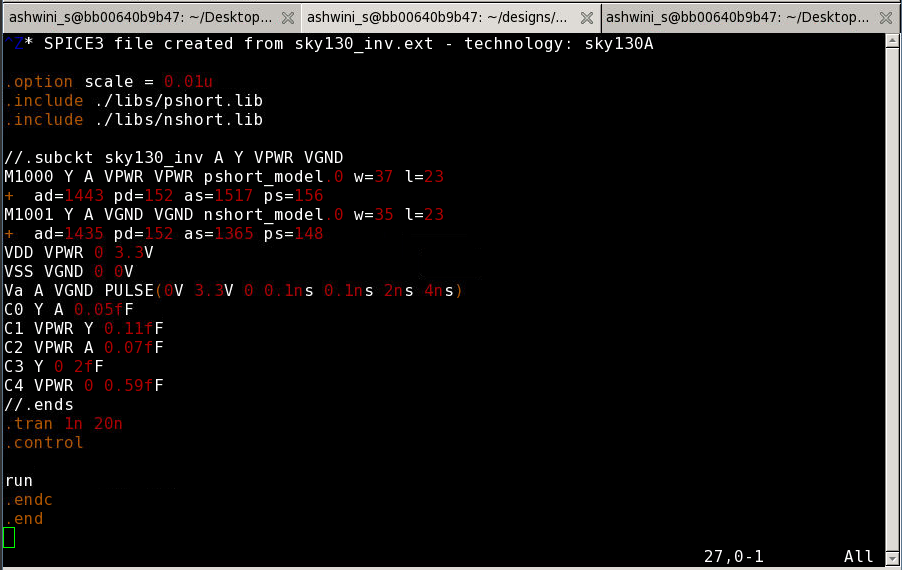 ashwini_s@bb00640b9b47: ~/Desktop... ashwini_s@bb00640b9b47: ~/designs/... ashwini_s@bb00640b9b47: ~/Desktop...
^Z* SPICE3 file created from sky130_inv.ext - technology: sky130A
.option scale = 0.01u
.include ./libs/pshort.lib
.include ./libs/nshort.lib
//.subckt sky130_inv A Y VPWR VGND
M1000 Y A VPWR VPWR pshort_model.0 w=37 l=23
+  ad=1443 pd=152 as=1517 ps=156
M1001 Y A VGND VGND nshort_model.0 w=35 l=23
+  ad=1435 pd=152 as=1365 ps=148
VDD VPWR 0 3.3V
VSS VGND 0 0V
Va A VGND PULSE(0V 3.3V 0 0.1ns 0.1ns 2ns 4ns)
C0 Y A 0.05fF
C1 VPWR Y 0.11fF
C2 VPWR A 0.07fF
C3 Y 0 2fF
C4 VPWR 0 0.59fF
//.ends
.tran 1n 20n
.control
run
.endc
.end
27,0-1 All